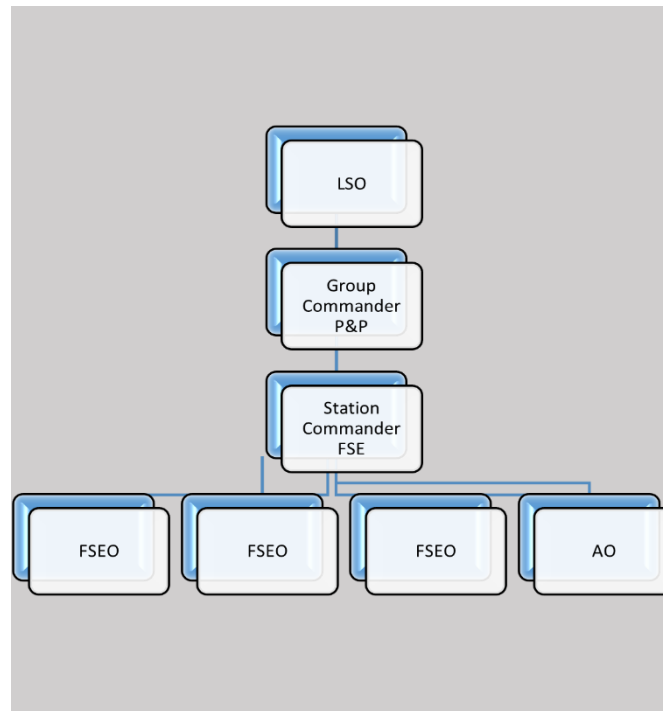 LSO
Group
Commander
P&P
Station
Commander
FSE
FSEO
FSEO
FSEO
AO